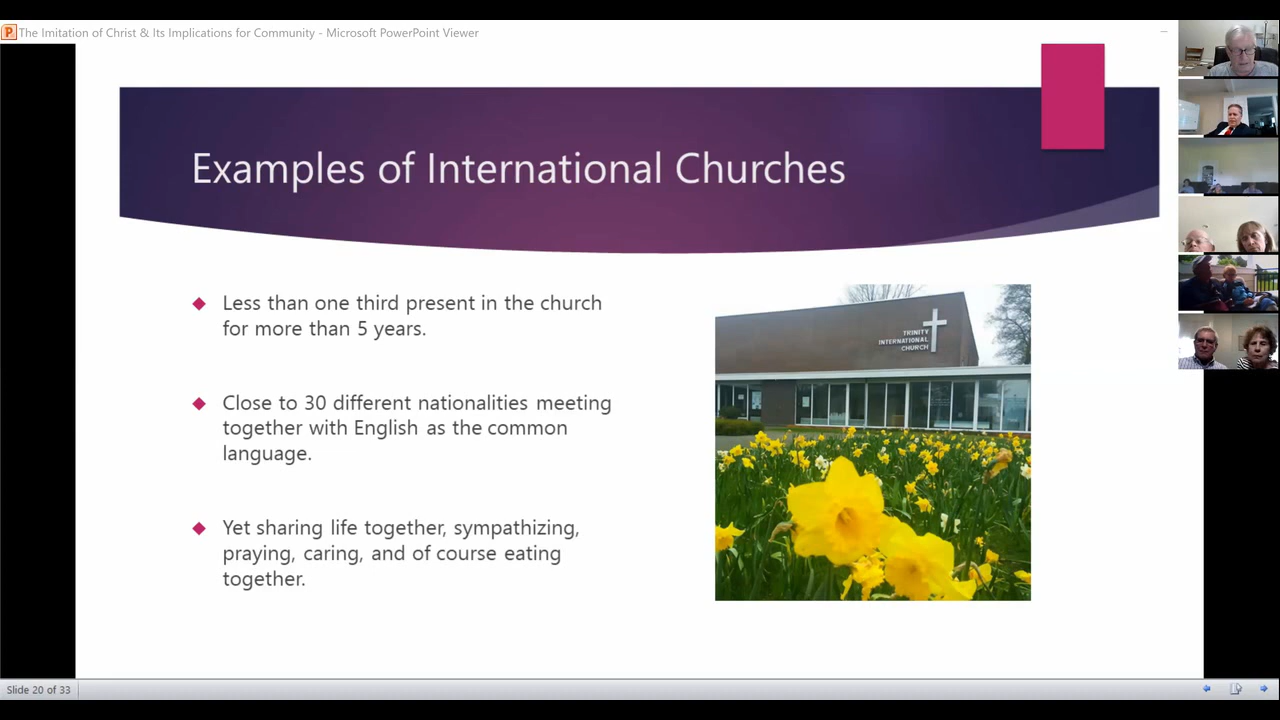 The Imitation of Christ & Its Implications for Community - Microsoft PowerPoint Viewer
Examples of International Churches
Less than one third present in the church
for more than 5 years.
Close to 30 different nationalities meeting
together with English as the common
language.
Yet sharing life together, sympathizing,
praying, caring, and of course eating
together.
TRINITY
INTERNATIONAL
CHURCH
Slide 20 of 33